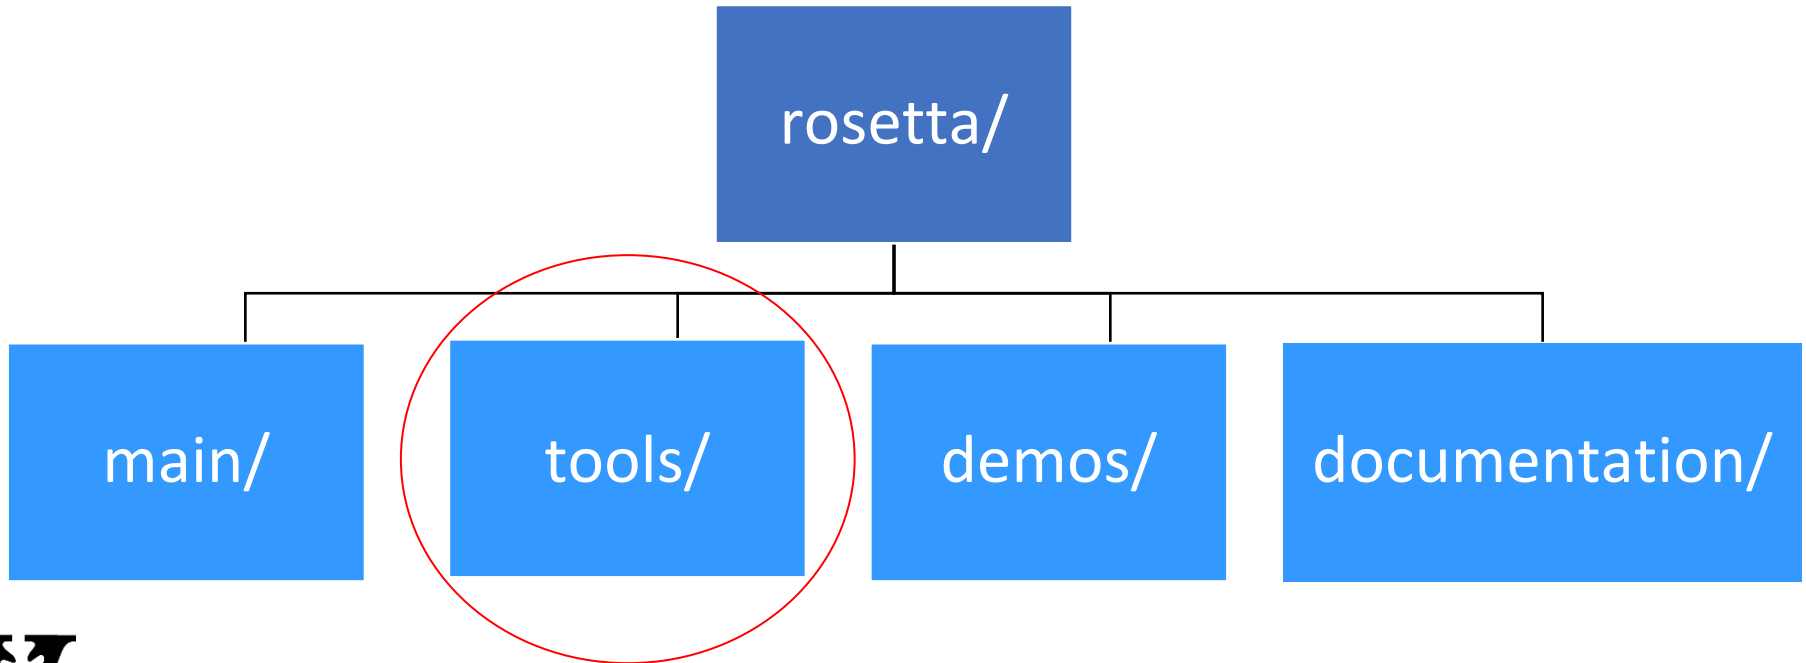 rosetta/
main/
tools/
demos/
documentation/